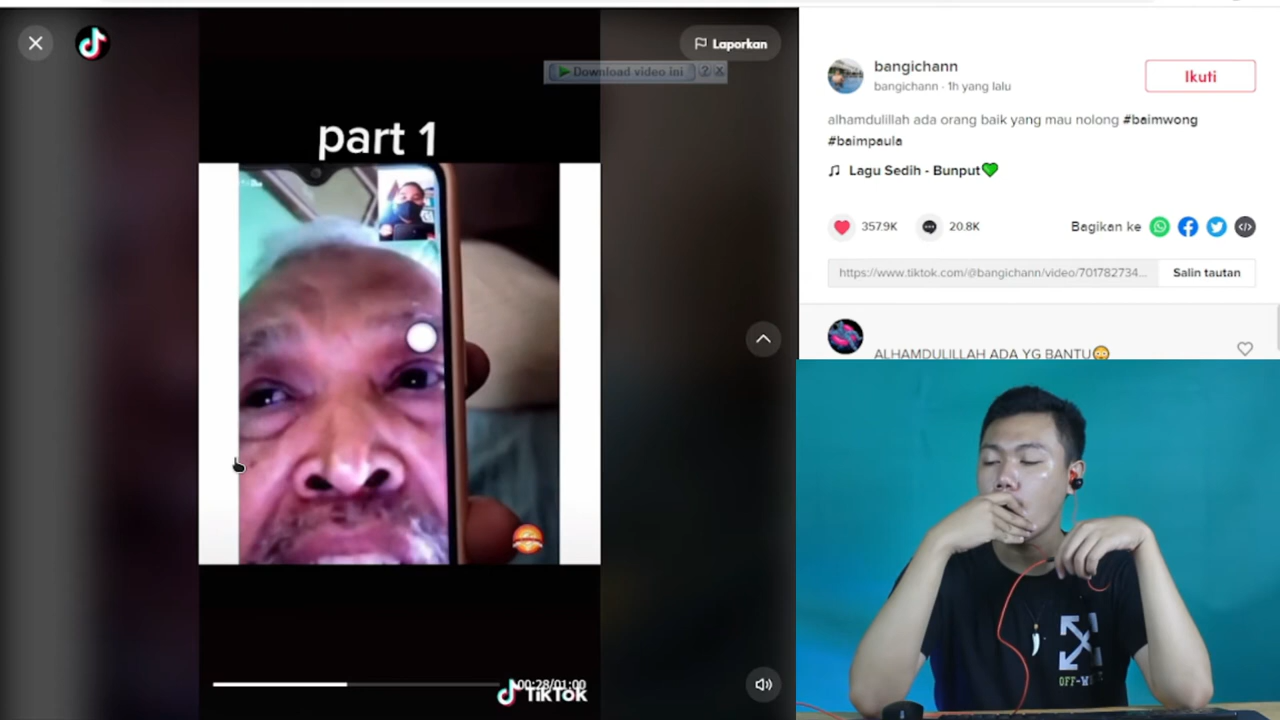 Laporkan
Download video ini ? X
part 1
00:28/01:00
TikTok
bangichann
bangichann · 1h yang lalu
Ikuti
alhamdulillah ada orang baik yang mau nolong #baimwong
#baimpaula
Lagu Sedih - Bunput💚
357.9K
20.8K
Bagikan ke
https://www.tiktok.com/@bangichann/video/701782734...
Salin tautan
ALHAMDULILLAH ADA YG BANTU😳